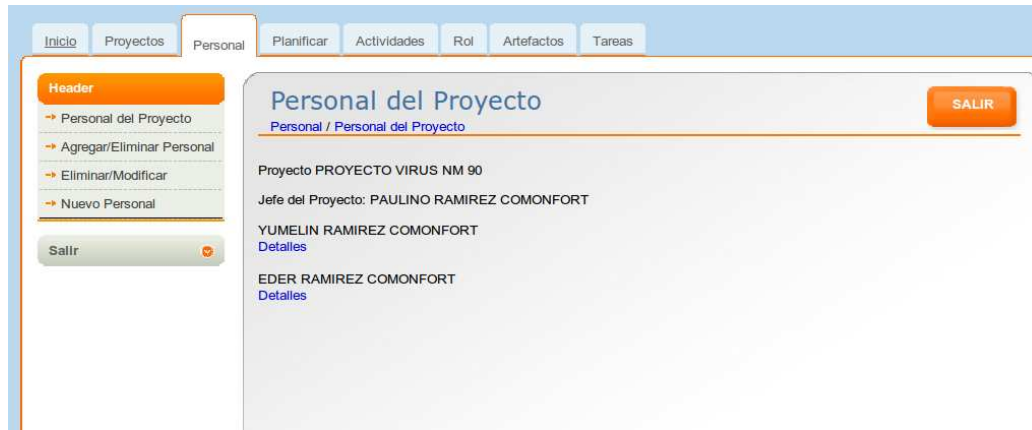 Inicio Proyectos Personal Planificar Actividades Rol Artefactos Tareas
Header
Personal del Proyecto
Agregar/Eliminar Personal
Eliminar/Modificar
Nuevo Personal
Salir
Personal del Proyecto
SALIR
Personal / Personal del Proyecto
Proyecto PROYECTO VIRUS NM 90
Jefe del Proyecto: PAULINO RAMIREZ COMONFORT
YUMELIN RAMIREZ COMONFORT
Detalles
EDER RAMIREZ COMONFORT
Detalles